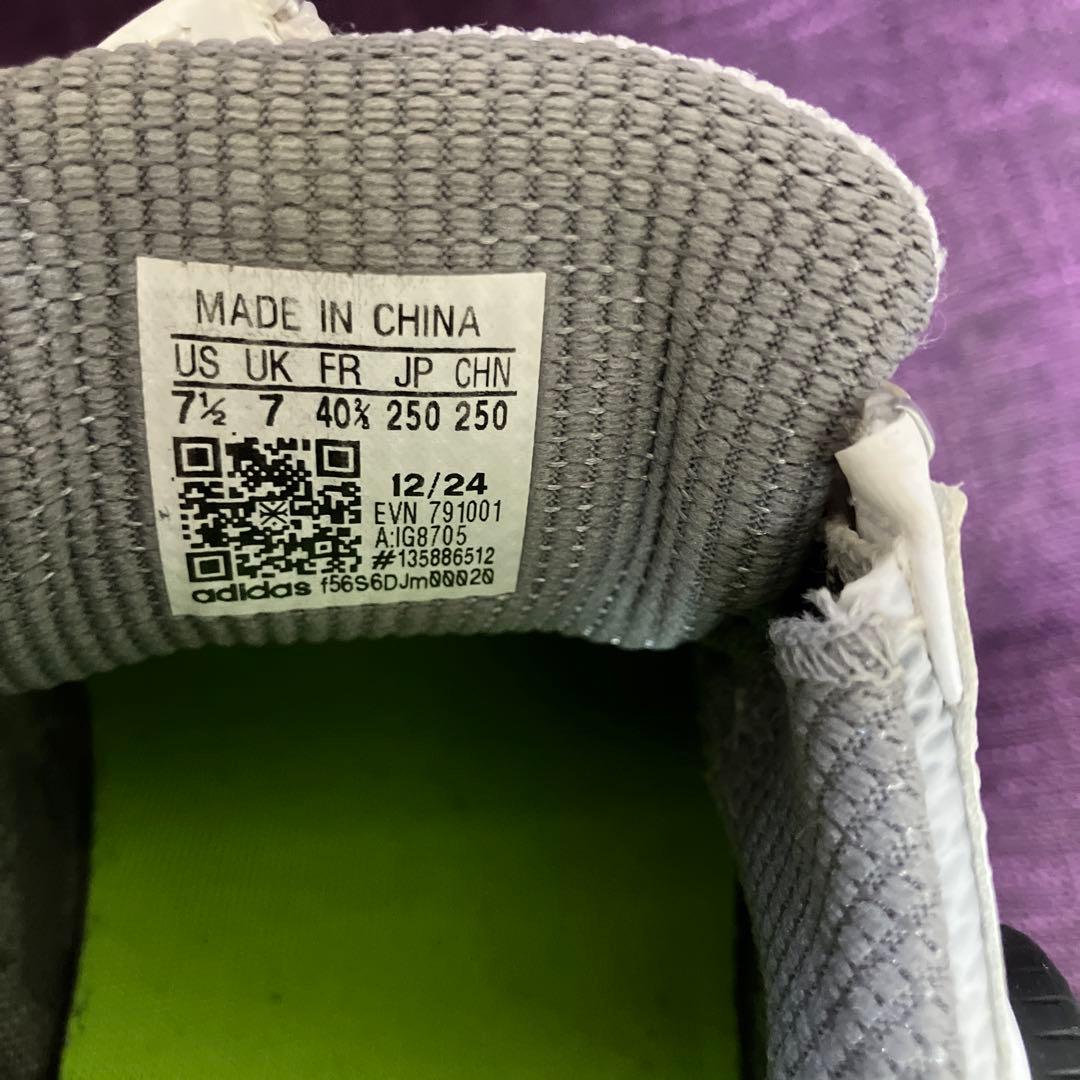 MADE IN CHINA
US UK FR JP CHN
7½ 7 40⅔ 250 250
12/24
EVN 791001
A:IG8705
#135886512
adidas f56S6DJm00020